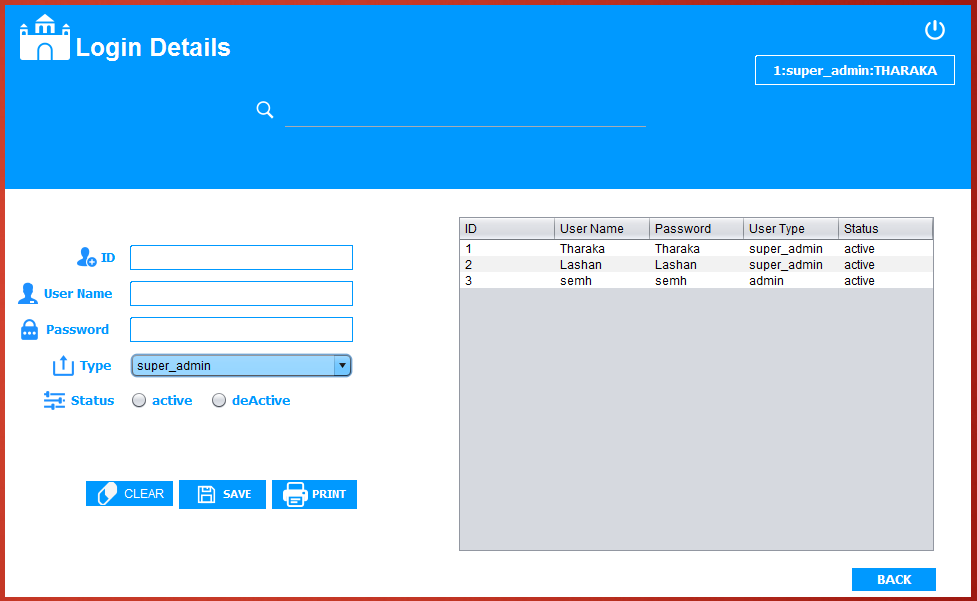 Login Details
1:super_admin:THARAKA
ID
User Name
Password
Type super_admin
Status active deActive
CLEAR SAVE PRINT
ID User Name Password User Type Status
1 Tharaka Tharaka super_admin active
2 Lashan Lashan super_admin active
3 semh semh admin active
BACK